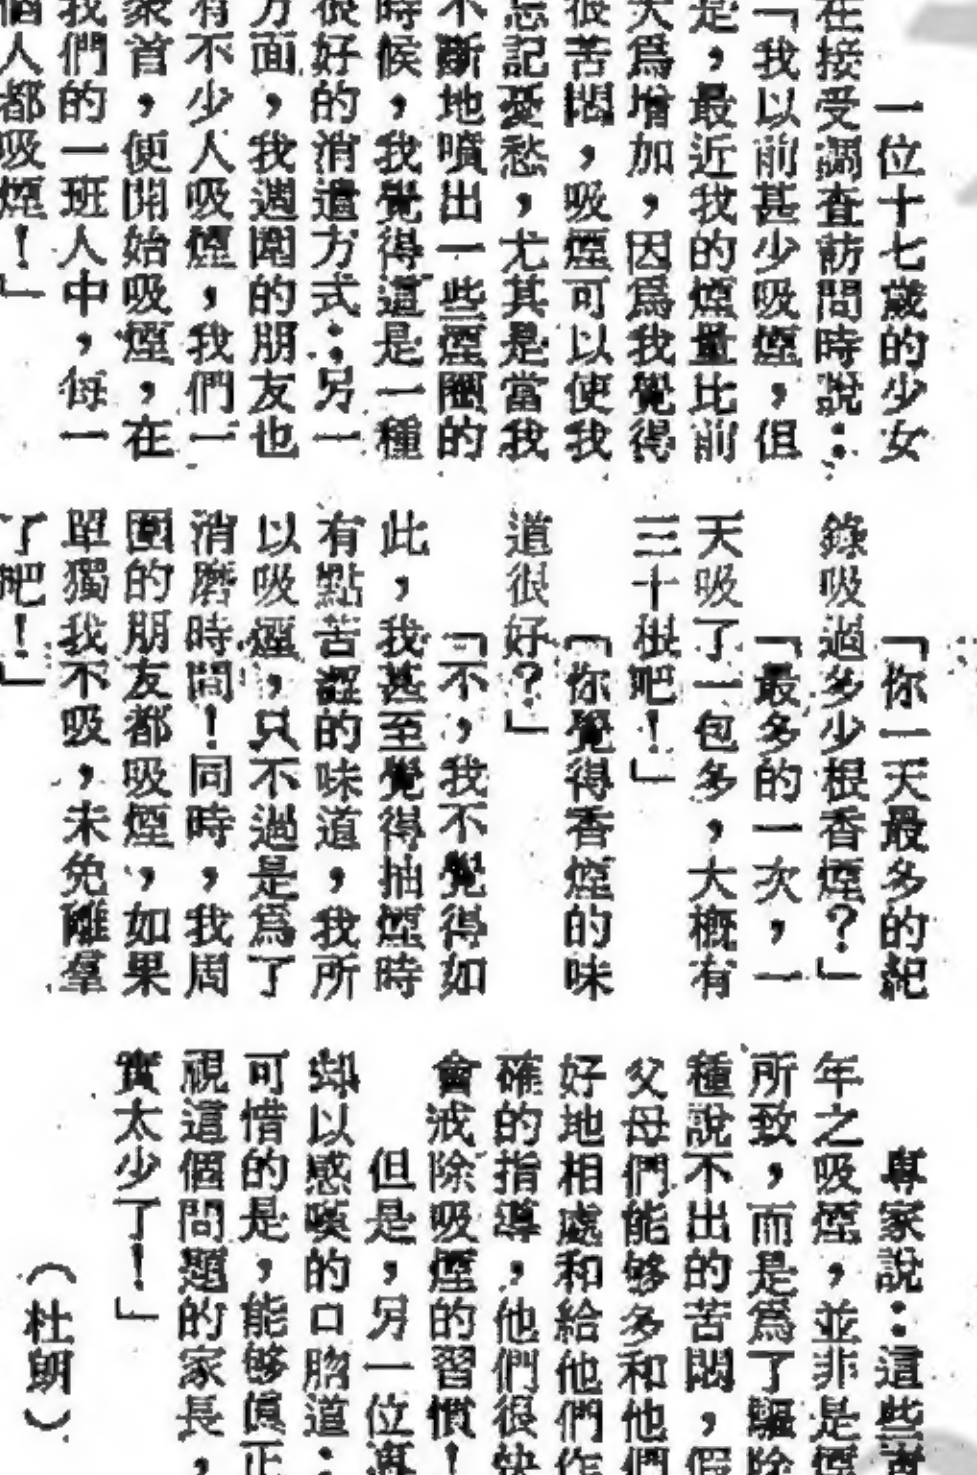 一位十七歲的少女
在接受調查訪問時說：
「我以前甚少吸煙，但
是，最近我的煙量比前
大爲增加，因爲我覺得
很苦悶，吸煙可以使我
忘記憂愁，尤其是當我
不斷地噴出一些煙圈的
時候，我覺得這是一種
很好的消遣方式；另一
方面，我週圍的朋友也
有不少人吸煙，我們一
家首，便開始吸煙，在
我們的一班人中，每一
個人都吸煙！」
「你一天最多的紀
錄吸過多少根香煙？」
「最多的一次，一
天吸了一包多，大概有
三十根吧！」
「你覺得香煙的味
道很好？」
「不，我不覺得如
此，我甚至覺得抽煙時
有點苦澀的味道，我所
以吸煙，只不過是爲了
消磨時間！同時，我周
圍的朋友都吸煙，如果
單獨我不吸，未免離羣
了吧！」
專家說：這些
年之吸煙，並非是
所致，而是爲了驅除
種說不出的苦悶，假
父母們能够多和他們
好地相處和給他們作
確的指導，他們很快
會戒除吸煙的習慣！
但是，另一位專
却以感嘆的口脗道：
可惜的是，能够眞正
視這個問題的家長，
實太少了！」
（杜朗）